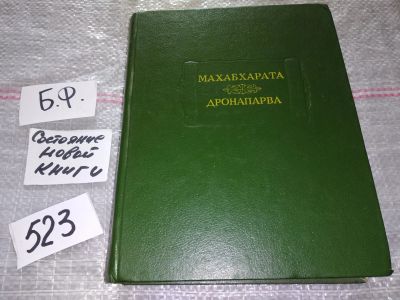 Б.Ф.
Состояние
новой
книги
523
МАХАБХАРАТА
ДРОНАПАРВА